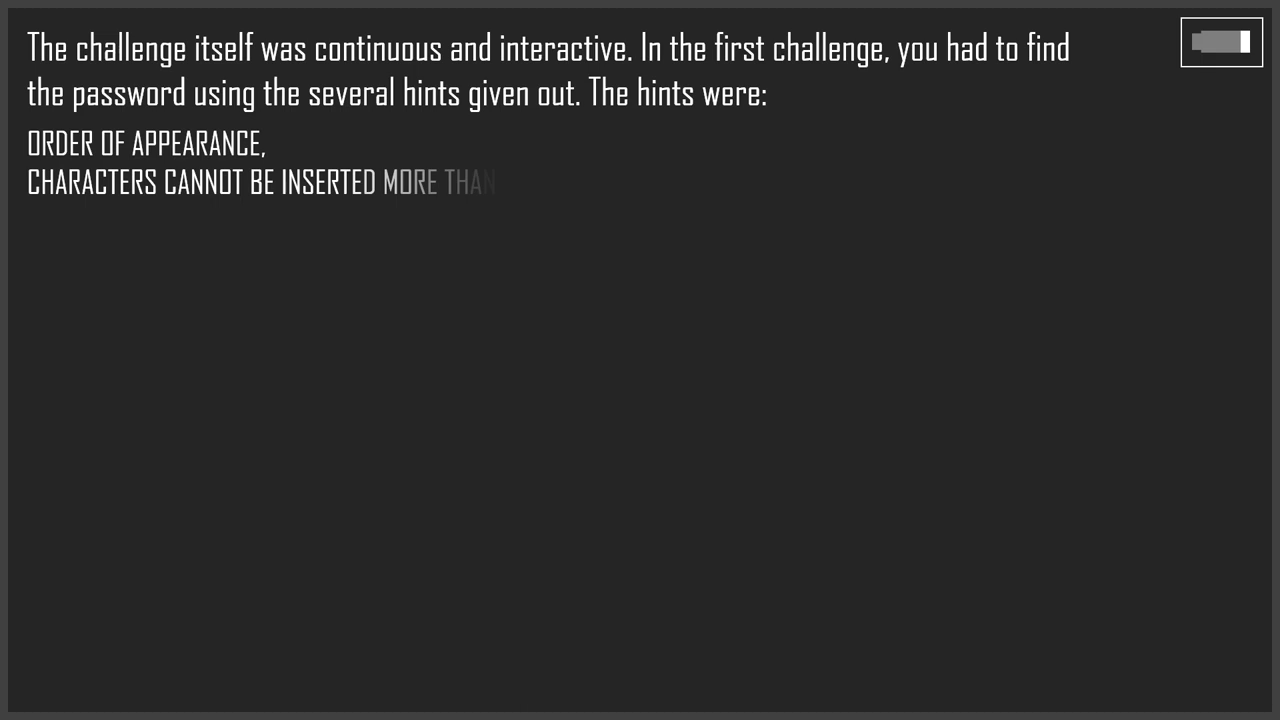 The challenge itself was continuous and interactive. In the first challenge, you had to find
the password using the several hints given out. The hints were:
ORDER OF APPEARANCE,
CHARACTERS CANNOT BE INSERTED MORE THAN